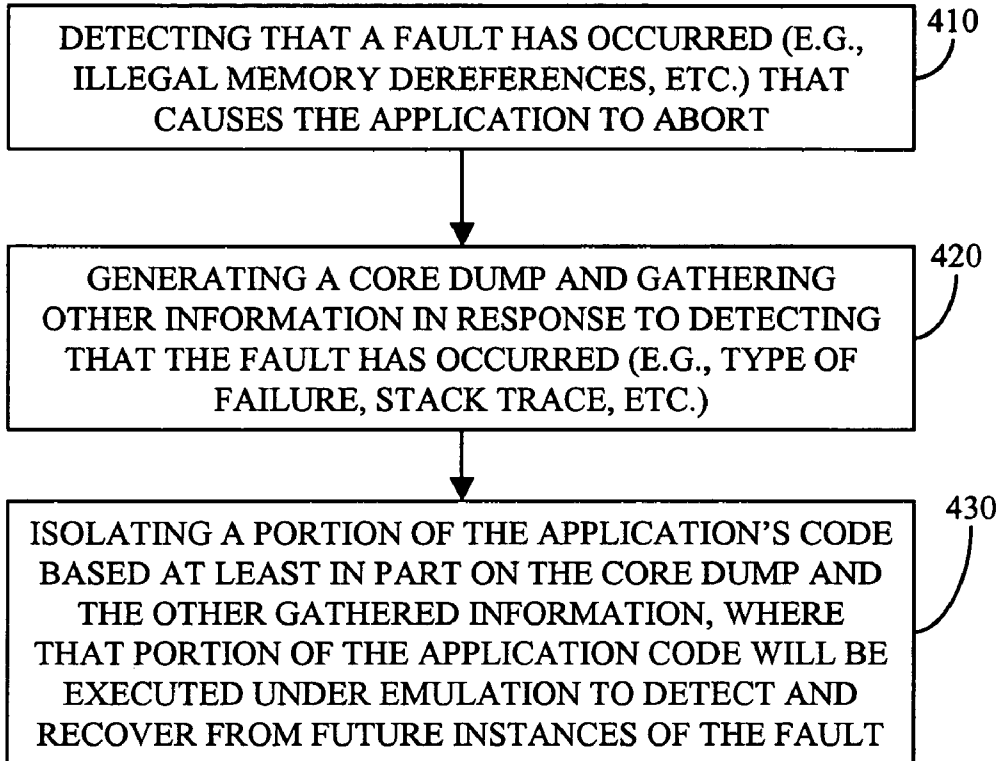 DETECTING THAT A FAULT HAS OCCURRED (E.G.,
ILLEGAL MEMORY DEREFERENCES, ETC.) THAT
CAUSES THE APPLICATION TO ABORT
410
GENERATING A CORE DUMP AND GATHERING
OTHER INFORMATION IN RESPONSE TO DETECTING
THAT THE FAULT HAS OCCURRED (E.G., TYPE OF
FAILURE, STACK TRACE, ETC.)
420
ISOLATING A PORTION OF THE APPLICATION'S CODE
BASED AT LEAST IN PART ON THE CORE DUMP AND
THE OTHER GATHERED INFORMATION, WHERE
THAT PORTION OF THE APPLICATION CODE WILL BE
EXECUTED UNDER EMULATION TO DETECT AND
RECOVER FROM FUTURE INSTANCES OF THE FAULT
430